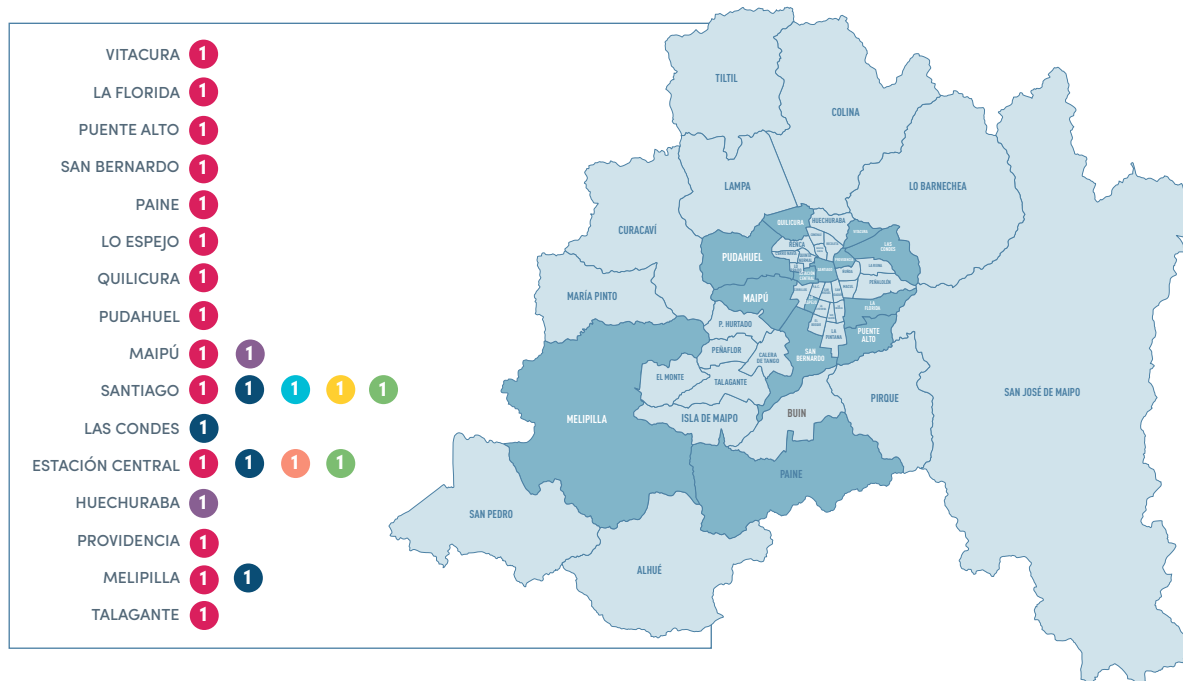 VITACURA 1
LA FLORIDA 1
PUENTE ALTO 1
SAN BERNARDO 1
PAINE 1
LO ESPEJO 1
QUILICURA 1
PUDAHUEL 1
MAIPÚ 1 1
SANTIAGO 1 1 1 1 1
LAS CONDES 1
ESTACIÓN CENTRAL 1 1 1 1
HUECHURABA 1
PROVIDENCIA 1
MELIPILLA 1 1
TALAGANTE 1
TILTIL
COLINA
LO BARNECHEA
LAMPA
CURACAVÍ
QUILICURA
HUECHURABA
VITACURA
LAS
CONDES
RENCA
PUDAHUEL
SANTIAGO
PEÑALOLÉN
MARÍA PINTO
MAIPÚ
LA
FLORIDA
P. HURTADO
PUENTE
ALTO
LA
PINTANA
PEÑAFLOR
CALERA
DE TANGO
SAN
BERNARDO
EL MONTE
TALAGANTE
SAN JOSÉ DE MAIPO
PIRQUE
MELIPILLA
ISLA DE MAIPO
BUIN
PAINE
SAN PEDRO
ALHUÉ